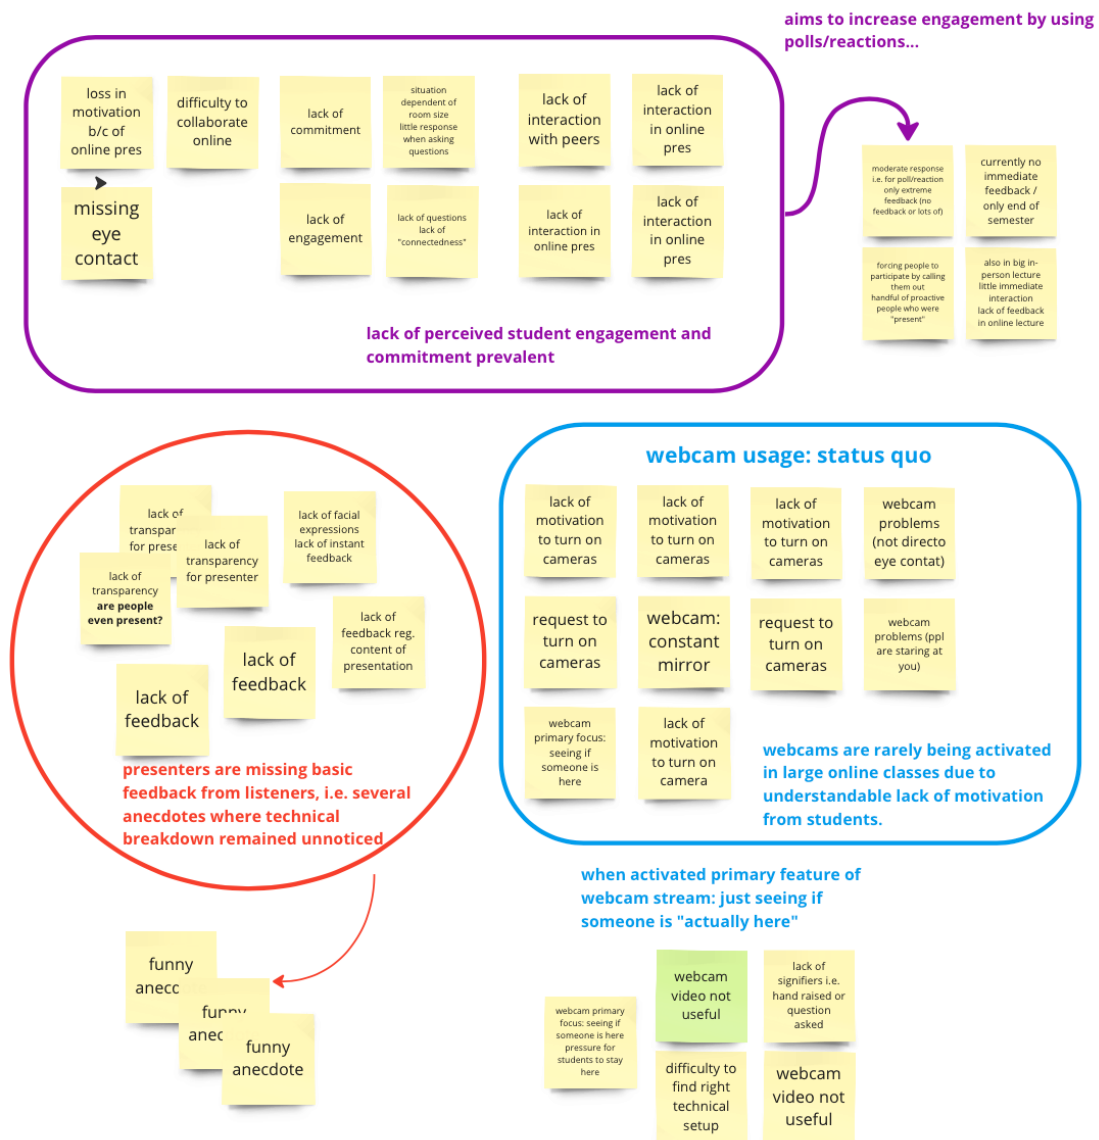 aims to increase engagement by using
polls/reactions...
loss in
motivation
b/c of
online pres
difficulty to
collaborate
online
lack of
commitment
situation
dependent of
room size
little response
when asking
questions
lack of
interaction
with peers
lack of
interaction
in online
pres
missing
eye
contact
lack of
engagement
lack of questions
lack of
"connectedness"
lack of
interaction in
online pres
lack of
interaction
in online
pres
lack of perceived student engagement and
commitment prevalent
moderate response
i.e. for poll/reaction
only extreme
feedback (no
feedback or lots of)
currently no
immediate
feedback /
only end of
semester
forcing people to
participate by calling
them out
handful of proactive
people who were
"present"
also in big in-
person lecture
little immediate
interaction
lack of feedback
in online lecture
lack of
for
lack of
transparency
for presenter
lack of
transparency
are people
even present?
lack of facial
expressions
lack of instant
feedback
lack of
feedback reg.
content of
presentation
lack of
feedback
lack of
feedback
presenters are missing basic
feedback from listeners, i.e. several
anecdotes where technical
breakdown remained unnoticed
funny
funny
anecdote
webcam usage: status quo
lack of
motivation
to turn on
cameras
lack of
motivation
to turn on
cameras
lack of
motivation
to turn on
cameras
webcam
problems
(not directo
eye contat)
request to
turn on
cameras
webcam:
constant
mirror
request to
turn on
cameras
webcam
problems (ppl
are staring at
you)
webcam
primary focus:
seeing if
someone is
here
lack of
motivation
to turn on
camera
webcams are rarely being activated
in large online classes due to
understandable lack of motivation
from students.
when activated primary feature of
webcam stream: just seeing if
someone is "actually here"
webcam primary
focus: seeing if
someone is here
pressure for
students to stay
here
webcam
video not
useful
lack of
signifiers i.e.
hand raised or
question
asked
difficulty to
find right
technical
setup
webcam
video not
useful